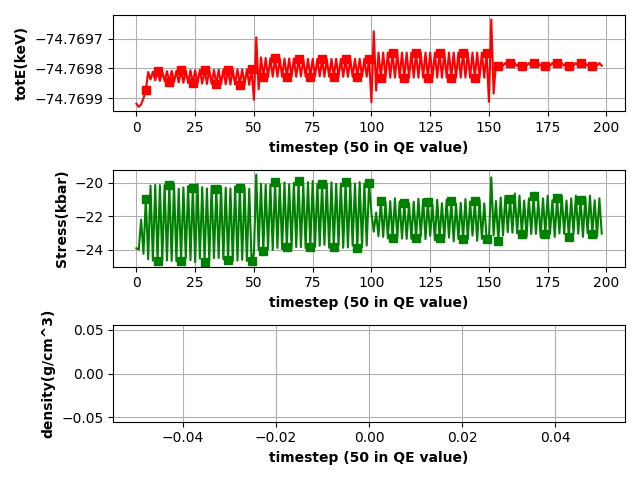 totE(keV)
−74.7697
−74.7698
−74.7699
0 25 50 75 100 125 150 175 200
timestep (50 in QE value)
Stress(kbar)
−20
−22
−24
0 25 50 75 100 125 150 175 200
timestep (50 in QE value)
density(g/cm^3)
0.05
0.00
−0.05
−0.04 −0.02 0.00 0.02 0.04
timestep (50 in QE value)